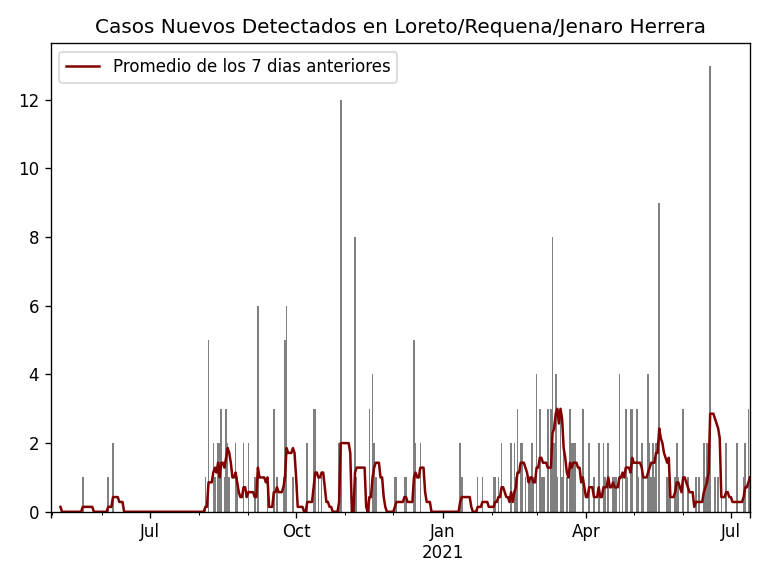 Casos Nuevos Detectados en Loreto/Requena/Jenaro Herrera
Promedio de los 7 dias anteriores
12
10
8
6
4
2
0
Jul
Oct
Jan
Apr
Jul
2021